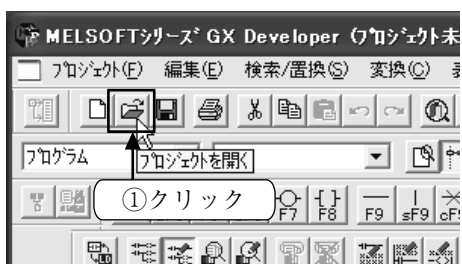 MELSOFTシリーズ GX Developer (プロジェクト未
プロジェクト(F) 編集(E) 検索/置換(S) 変換(C)
プログラム
プロジェクトを開く
①クリック
F7 F8 F9 sF9 cF9